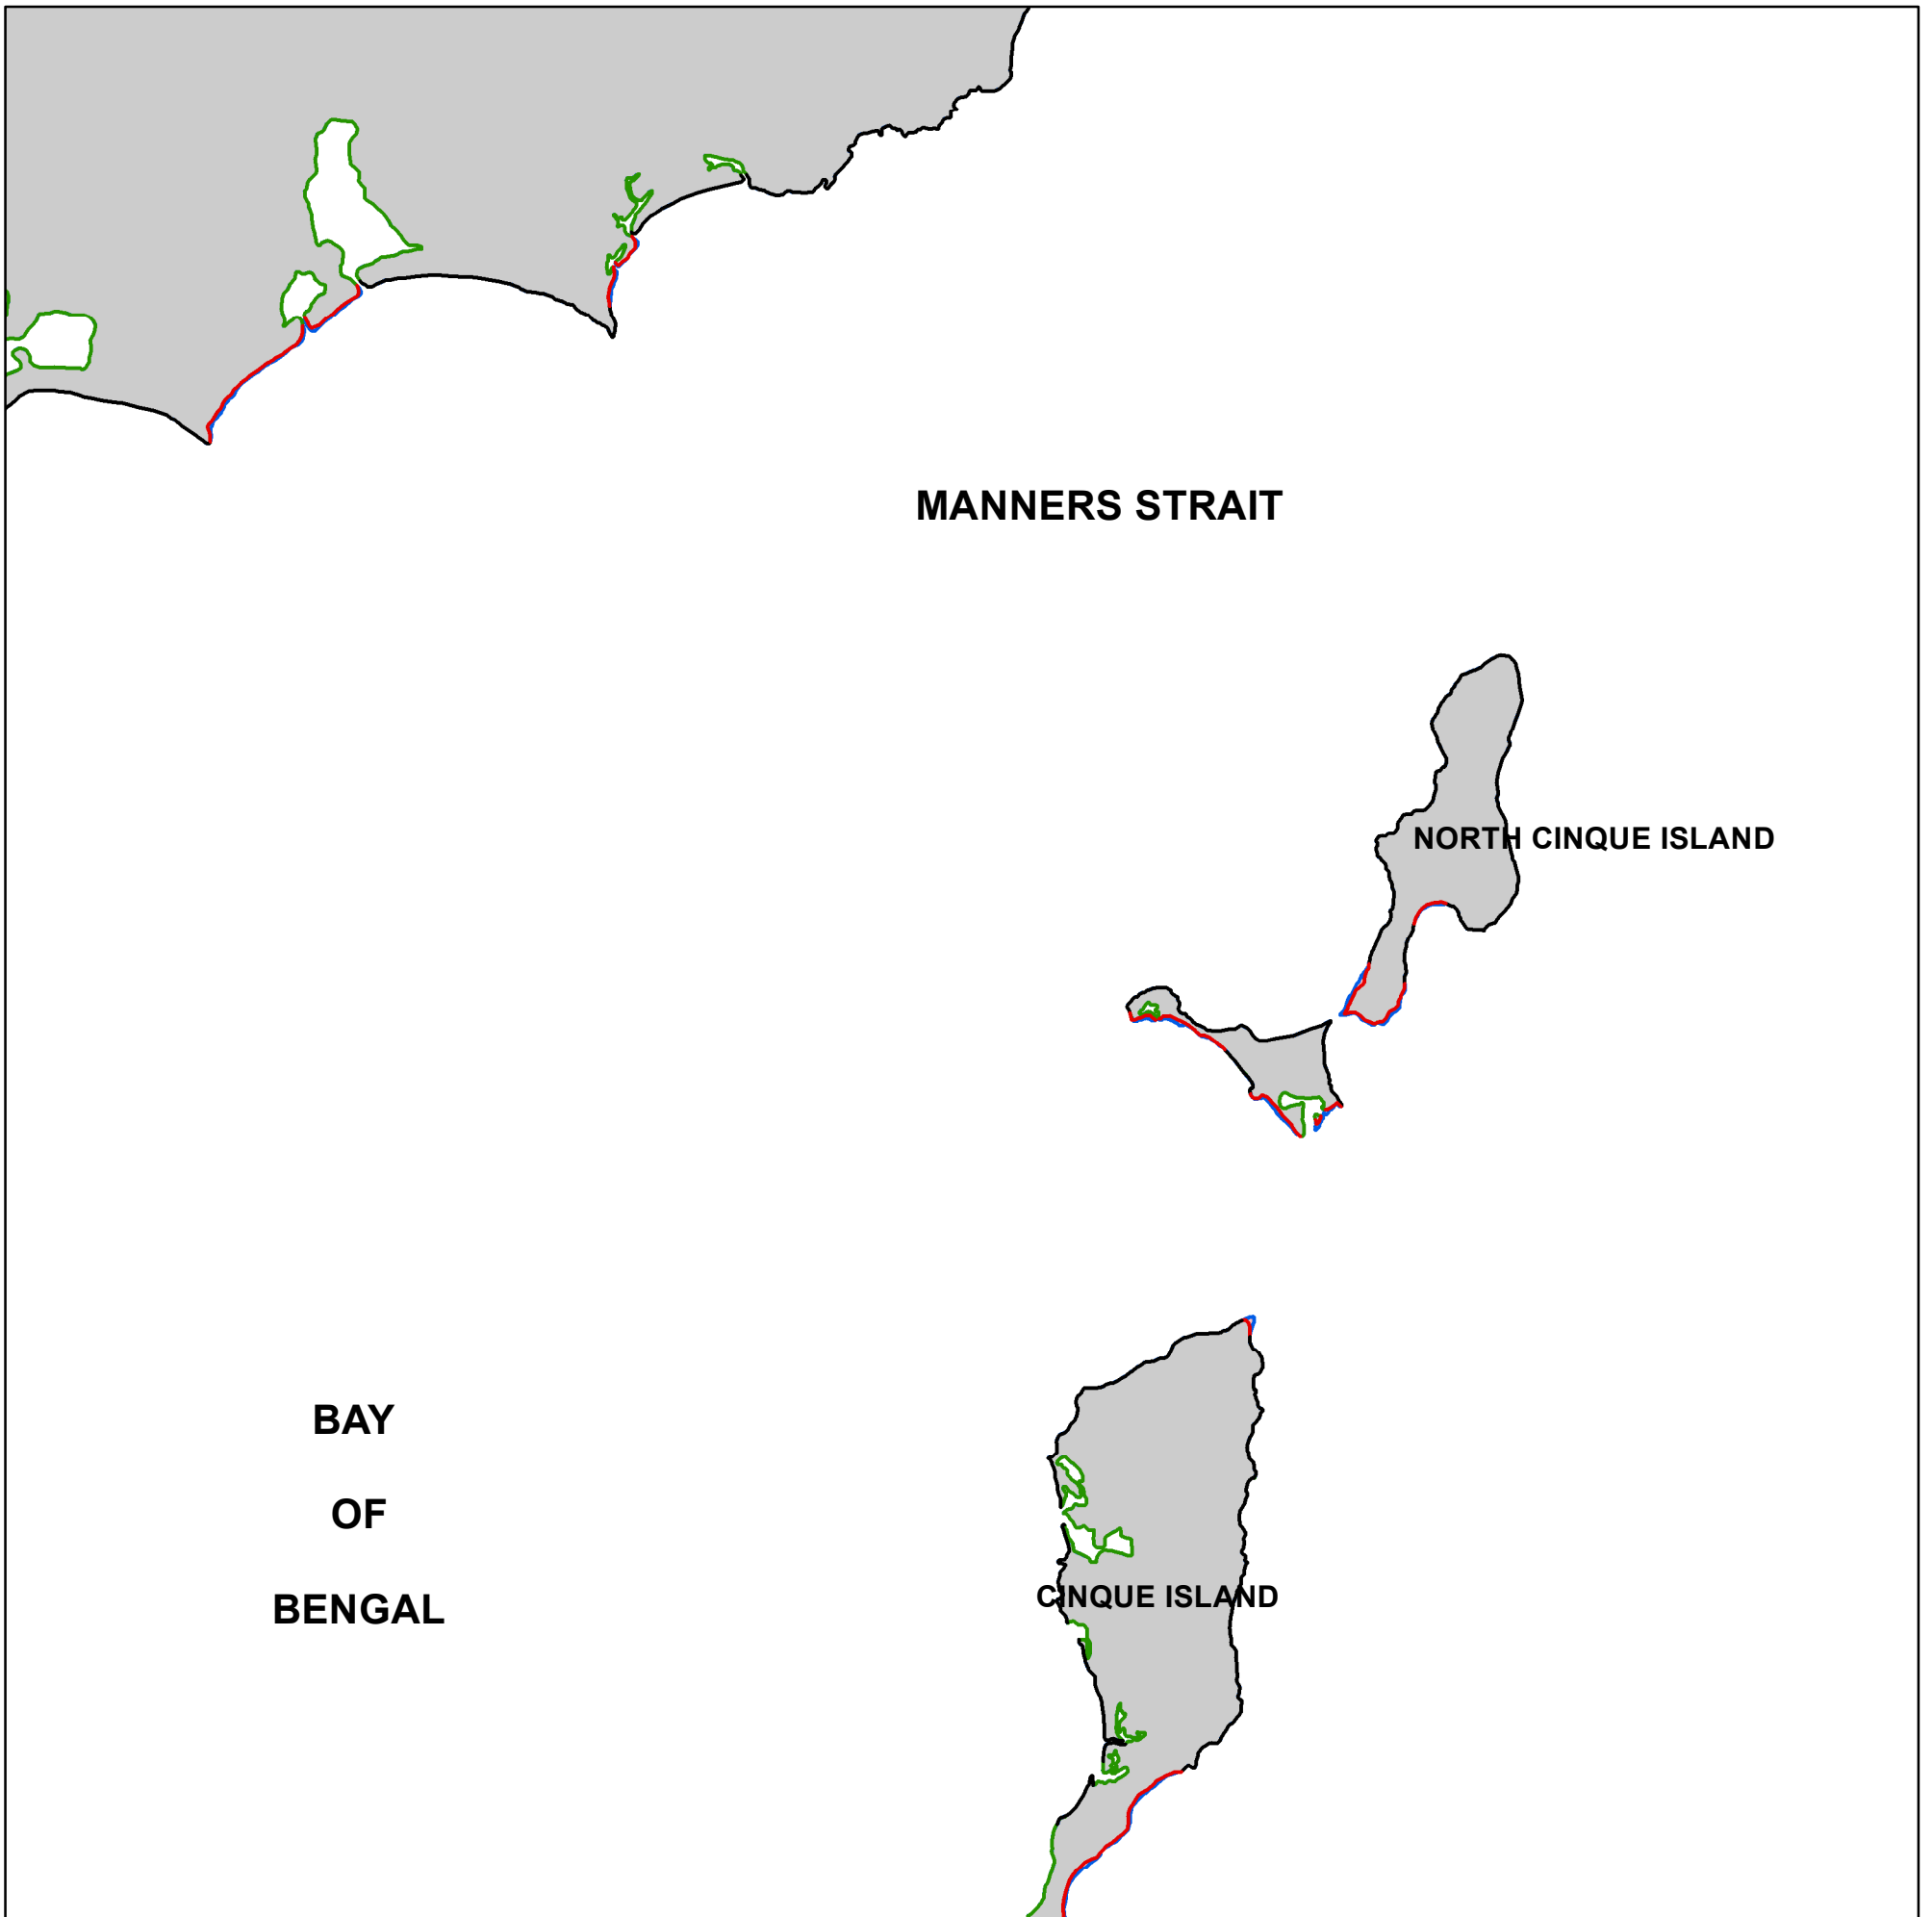 MANNERS STRAIT
NORTH CINQUE ISLAND
BAY
OF
BENGAL
CINQUE ISLAND